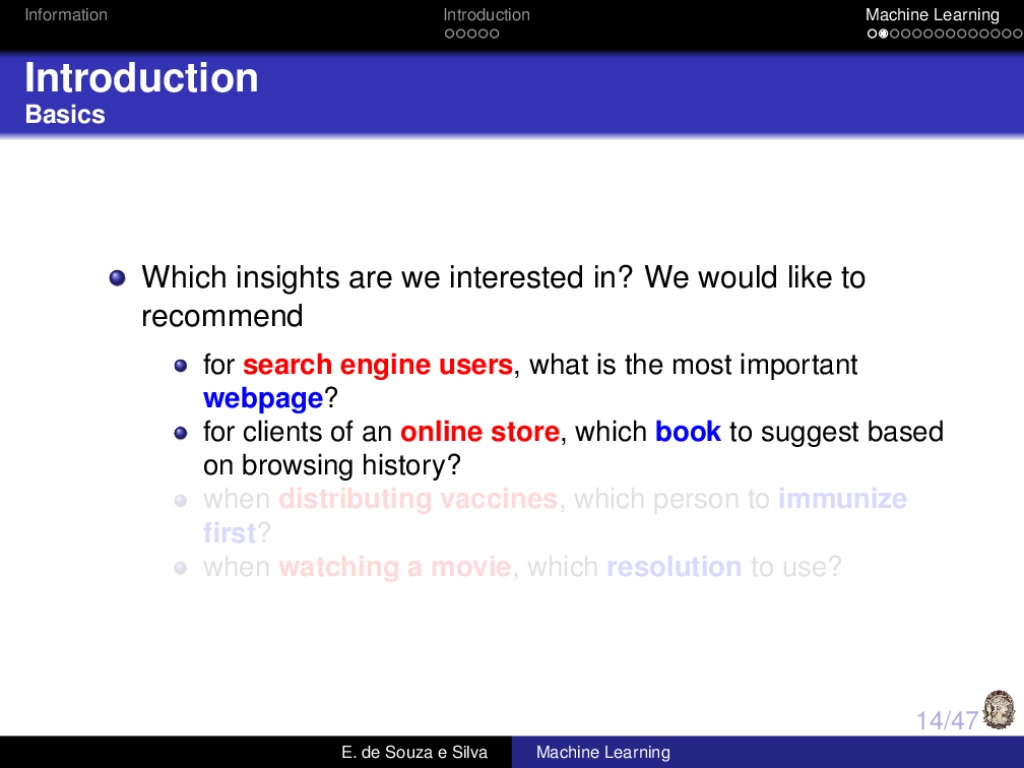 Information Introduction Machine Learning
Introduction
Basics
Which insights are we interested in? We would like to
recommend
for search engine users, what is the most important
webpage?
for clients of an online store, which book to suggest based
on browsing history?
when distributing vaccines, which person to immunize
first?
when watching a movie, which resolution to use?
14/47
E. de Souza e Silva Machine Learning